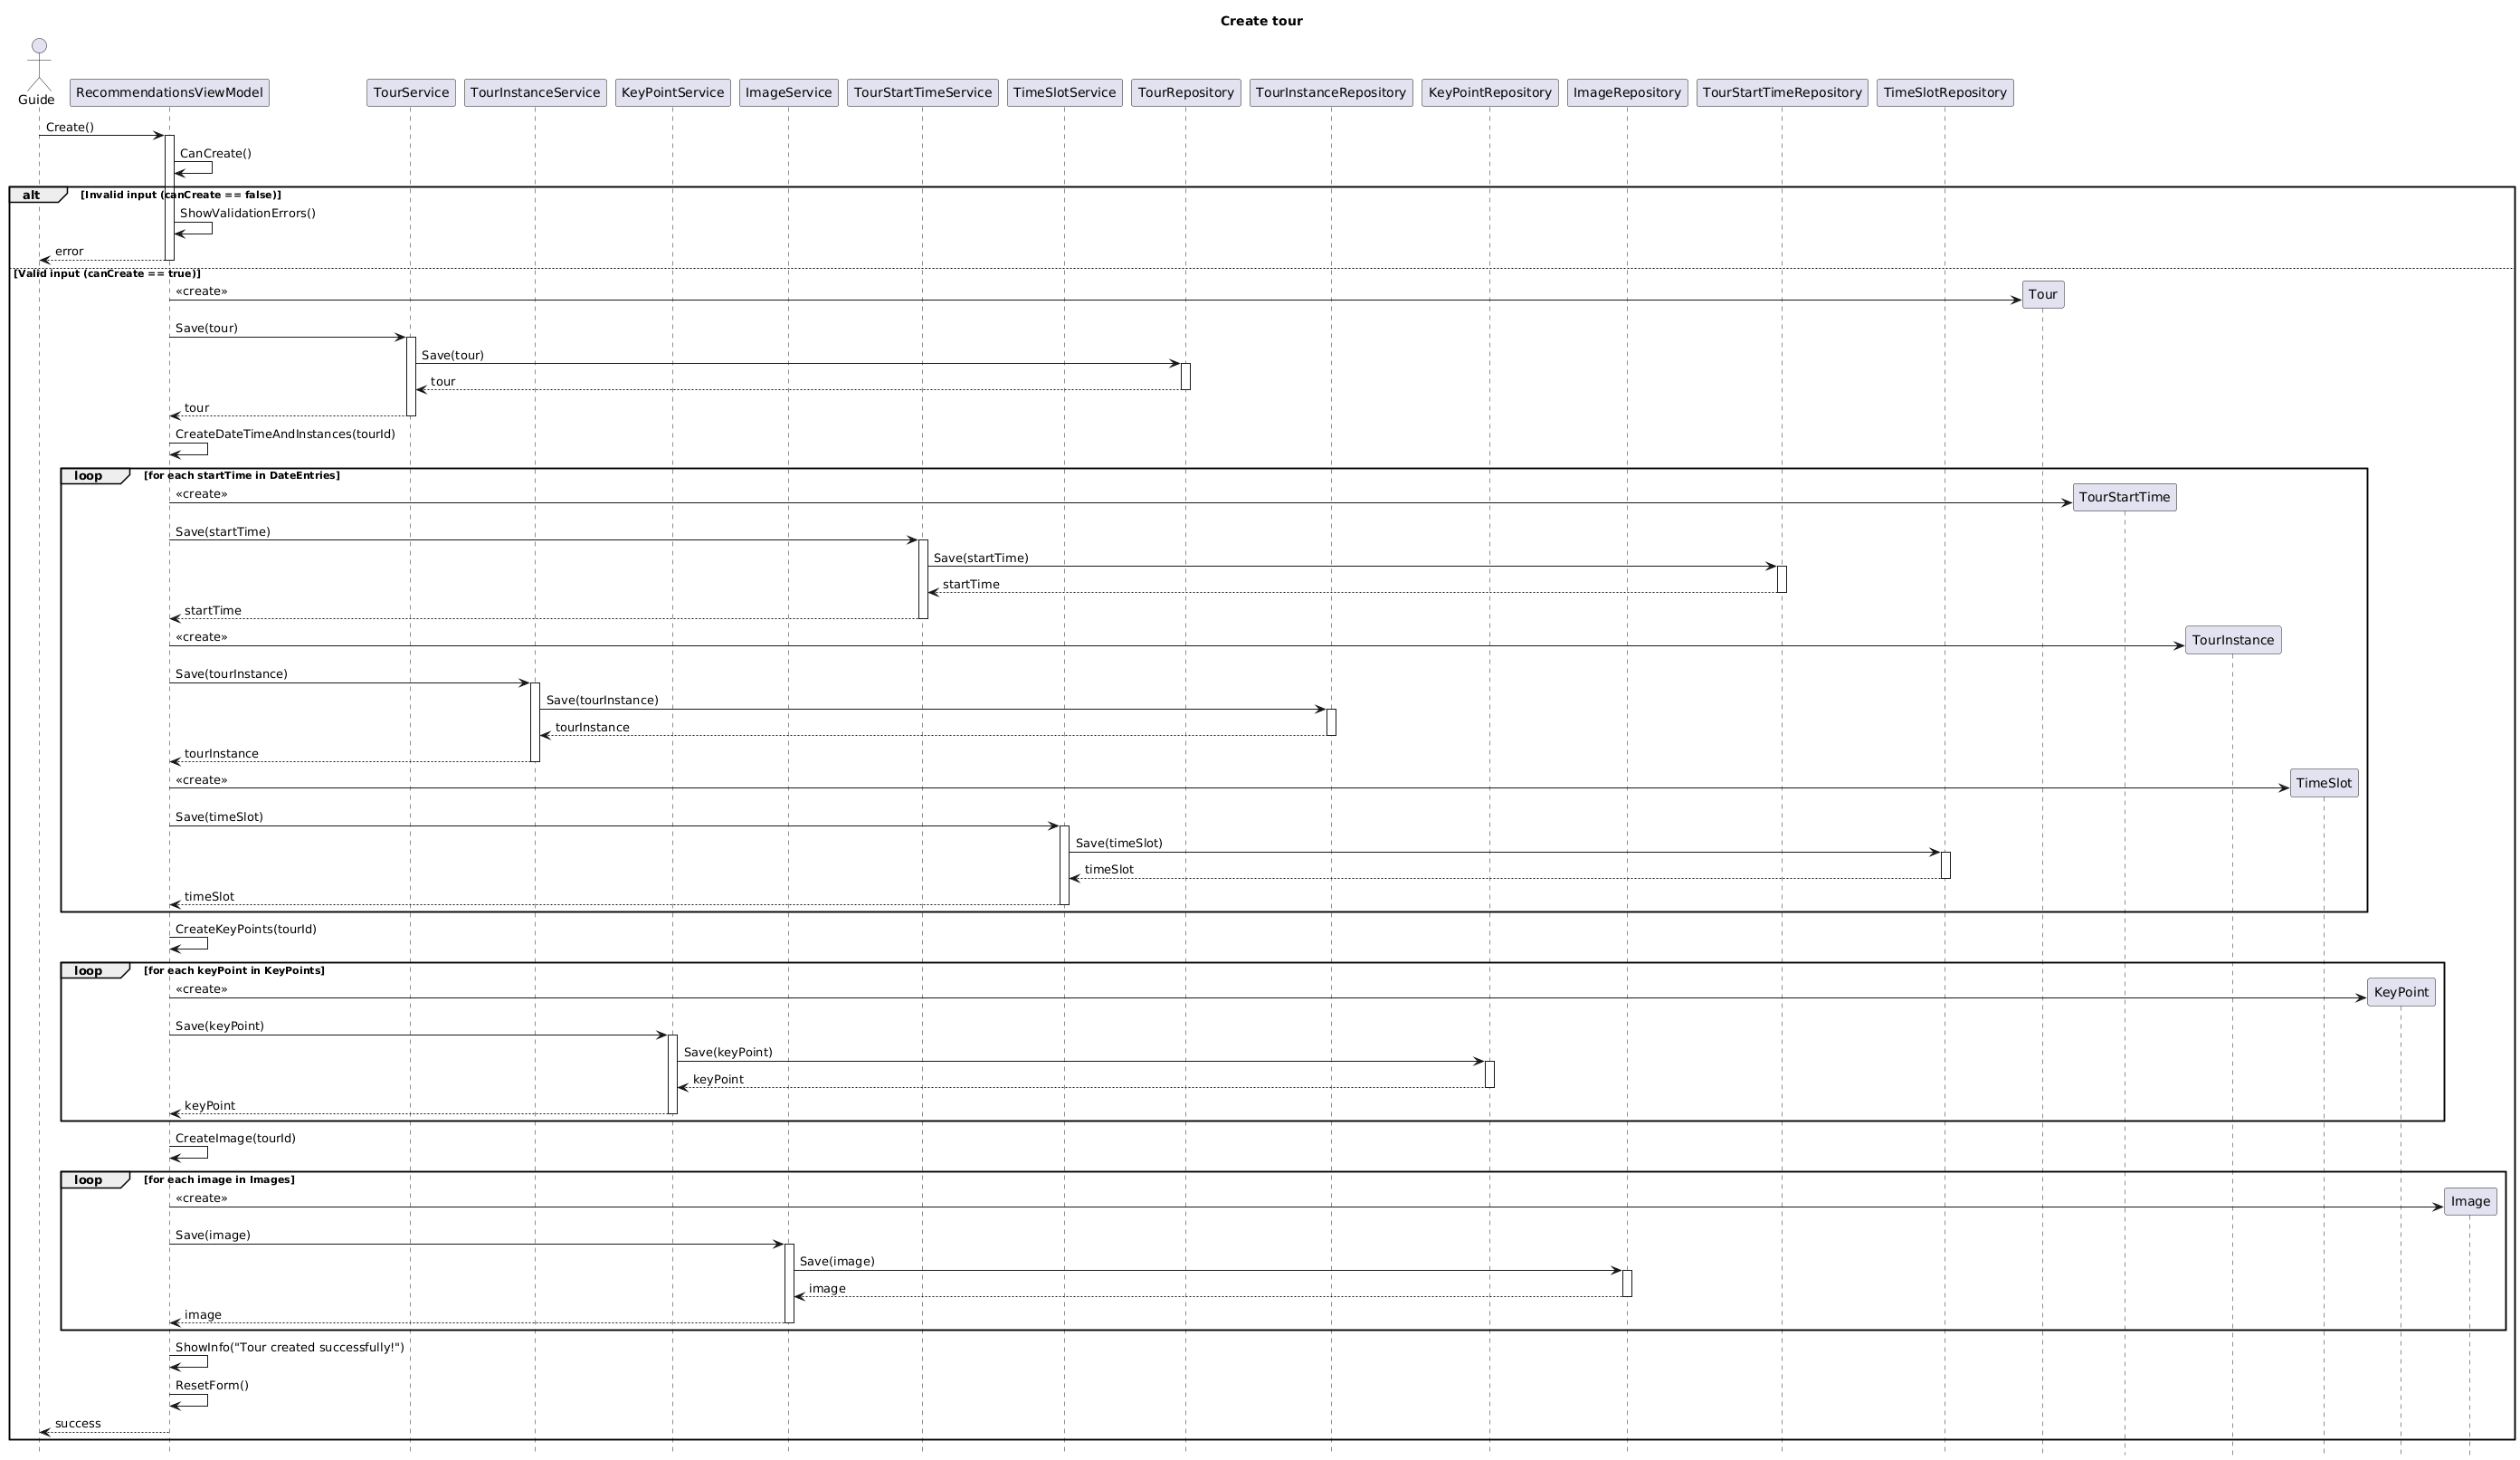 Create tour
Guide
RecommendationsViewModel
TourService
TourInstanceService
KeyPointService
ImageService
TourStartTimeService
TimeSlotService
TourRepository
TourInstanceRepository
KeyPointRepository
ImageRepository
TourStartTimeRepository
TimeSlotRepository
Create()
CanCreate()
alt [Invalid input (canCreate == false)]
ShowValidationErrors()
error
[Valid input (canCreate == true)]
«create»
Tour
Save(tour)
Save(tour)
tour
tour
CreateDateTimeAndInstances(tourId)
loop [for each startTime in DateEntries]
«create»
TourStartTime
Save(startTime)
Save(startTime)
startTime
startTime
«create»
TourInstance
Save(tourInstance)
Save(tourInstance)
tourInstance
tourInstance
«create»
TimeSlot
Save(timeSlot)
Save(timeSlot)
timeSlot
timeSlot
CreateKeyPoints(tourId)
loop [for each keyPoint in KeyPoints]
«create»
KeyPoint
Save(keyPoint)
Save(keyPoint)
keyPoint
keyPoint
CreateImage(tourId)
loop [for each image in Images]
«create»
Image
Save(image)
Save(image)
image
image
ShowInfo("Tour created successfully!")
ResetForm()
success